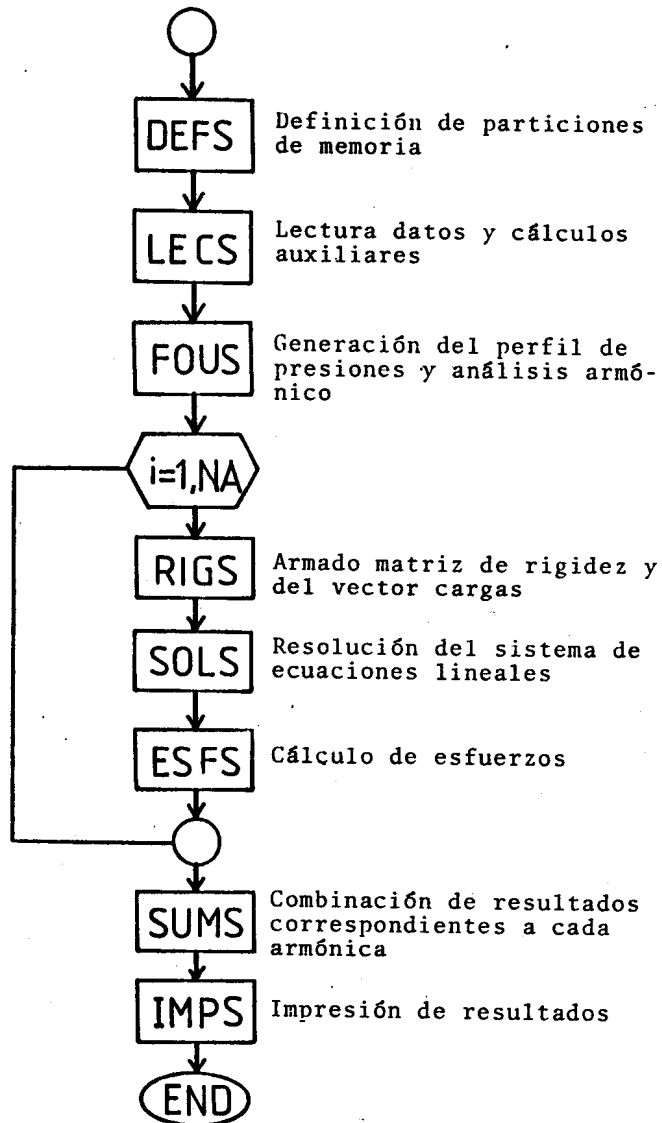 DEFS
Definición de particiones
de memoria
LECS
Lectura datos y cálculos
auxiliares
FOUS
Generación del perfil de
presiones y análisis armó-
nico
i=1,NA
RIGS
Armado matriz de rigidez y
del vector cargas
SOLS
Resolución del sistema de
ecuaciones lineales
ESFS
Cálculo de esfuerzos
SUMS
Combinación de resultados
correspondientes a cada
armónica
IMPS
Impresión de resultados
END